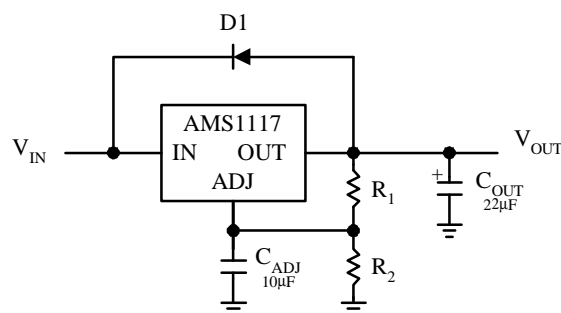 D1
AMS1117
V_IN
IN OUT
V_OUT
ADJ
R_1
+
C_OUT
22µF
C_ADJ
10µF
R_2